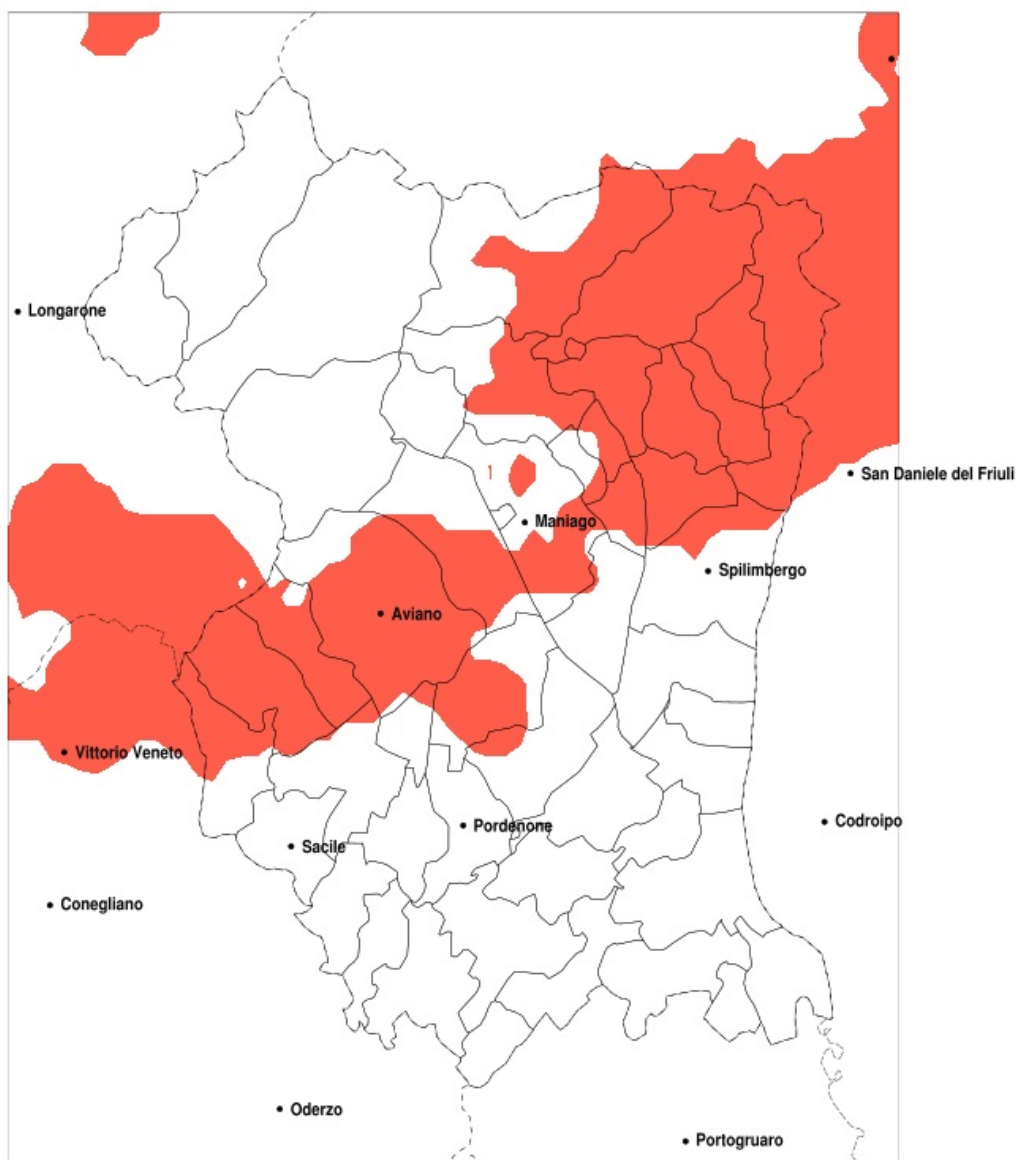 Longarone
San Daniele del Friuli
1
Maniago
Spilimbergo
Aviano
Vittorio Veneto
Pordenone
Codroipo
Sacile
Conegliano
Oderzo
Portogruaro